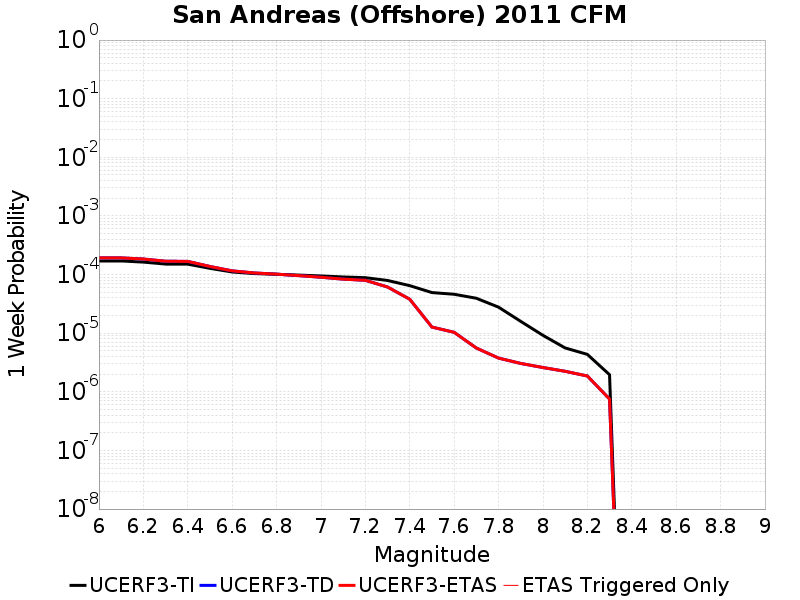 San Andreas (Offshore) 2011 CFM
1 Week Probability
10^0
10^-1
10^-2
10^-3
10^-4
10^-5
10^-6
10^-7
10^-8
6 6.2 6.4 6.6 6.8 7 7.2 7.4 7.6 7.8 8 8.2 8.4 8.6 8.8 9
Magnitude
UCERF3-TI UCERF3-TD UCERF3-ETAS ETAS Triggered Only